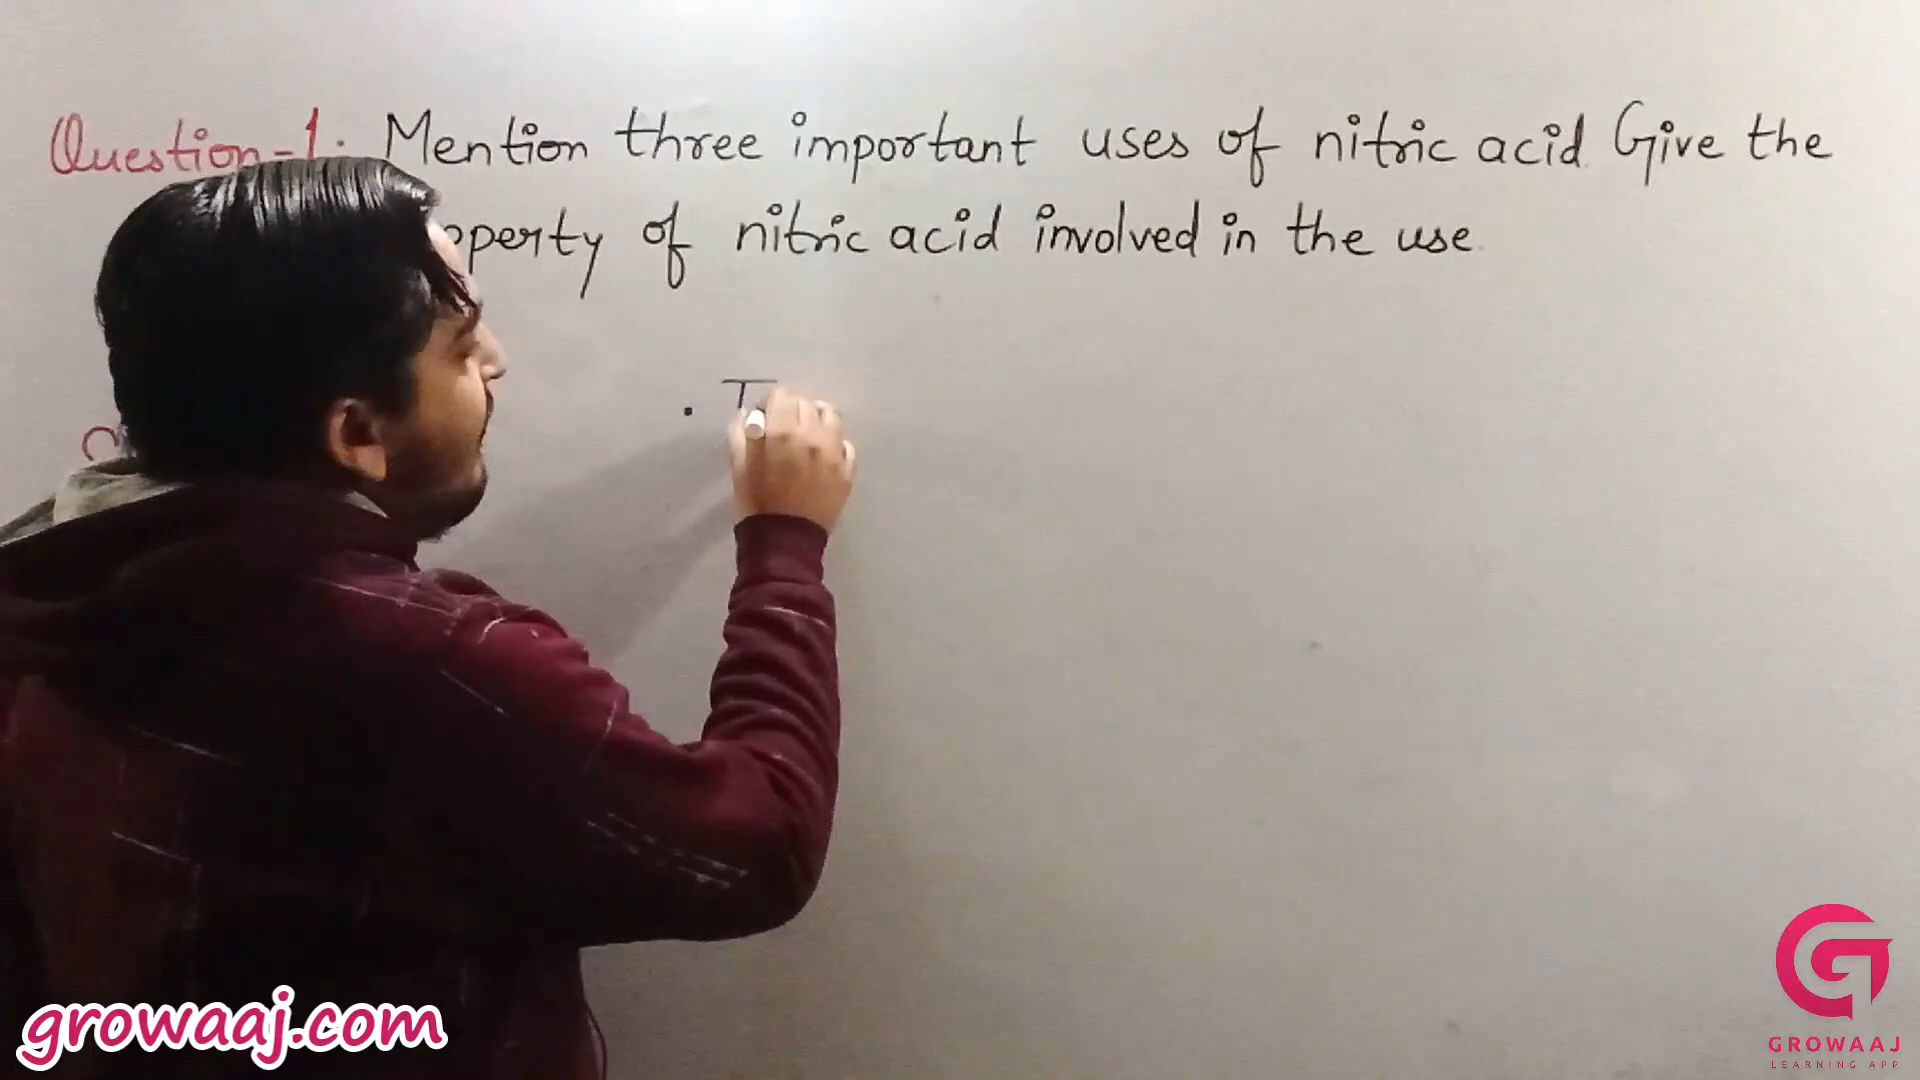 Question-1. Mention three important uses of nitric acid. Give the
operty of nitric acid involved in the use.
. T
growaaj.com
GROWAAJ
LEARNING APP